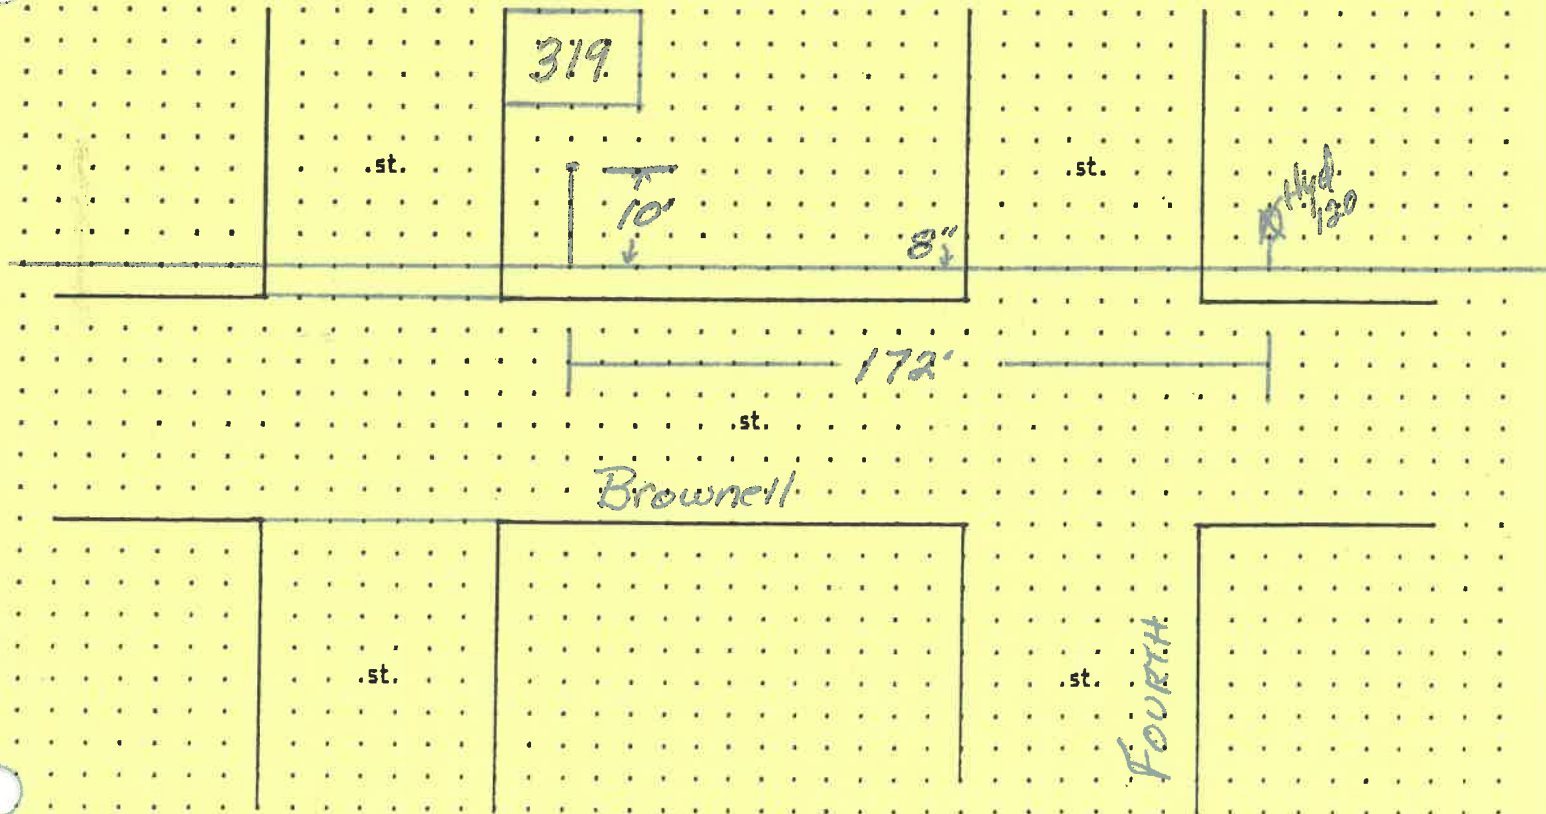 319
.st.
.st.
Hyd.
120
10'
8"
172'
.st.
Brownell
.st.
.st.
FOURTH